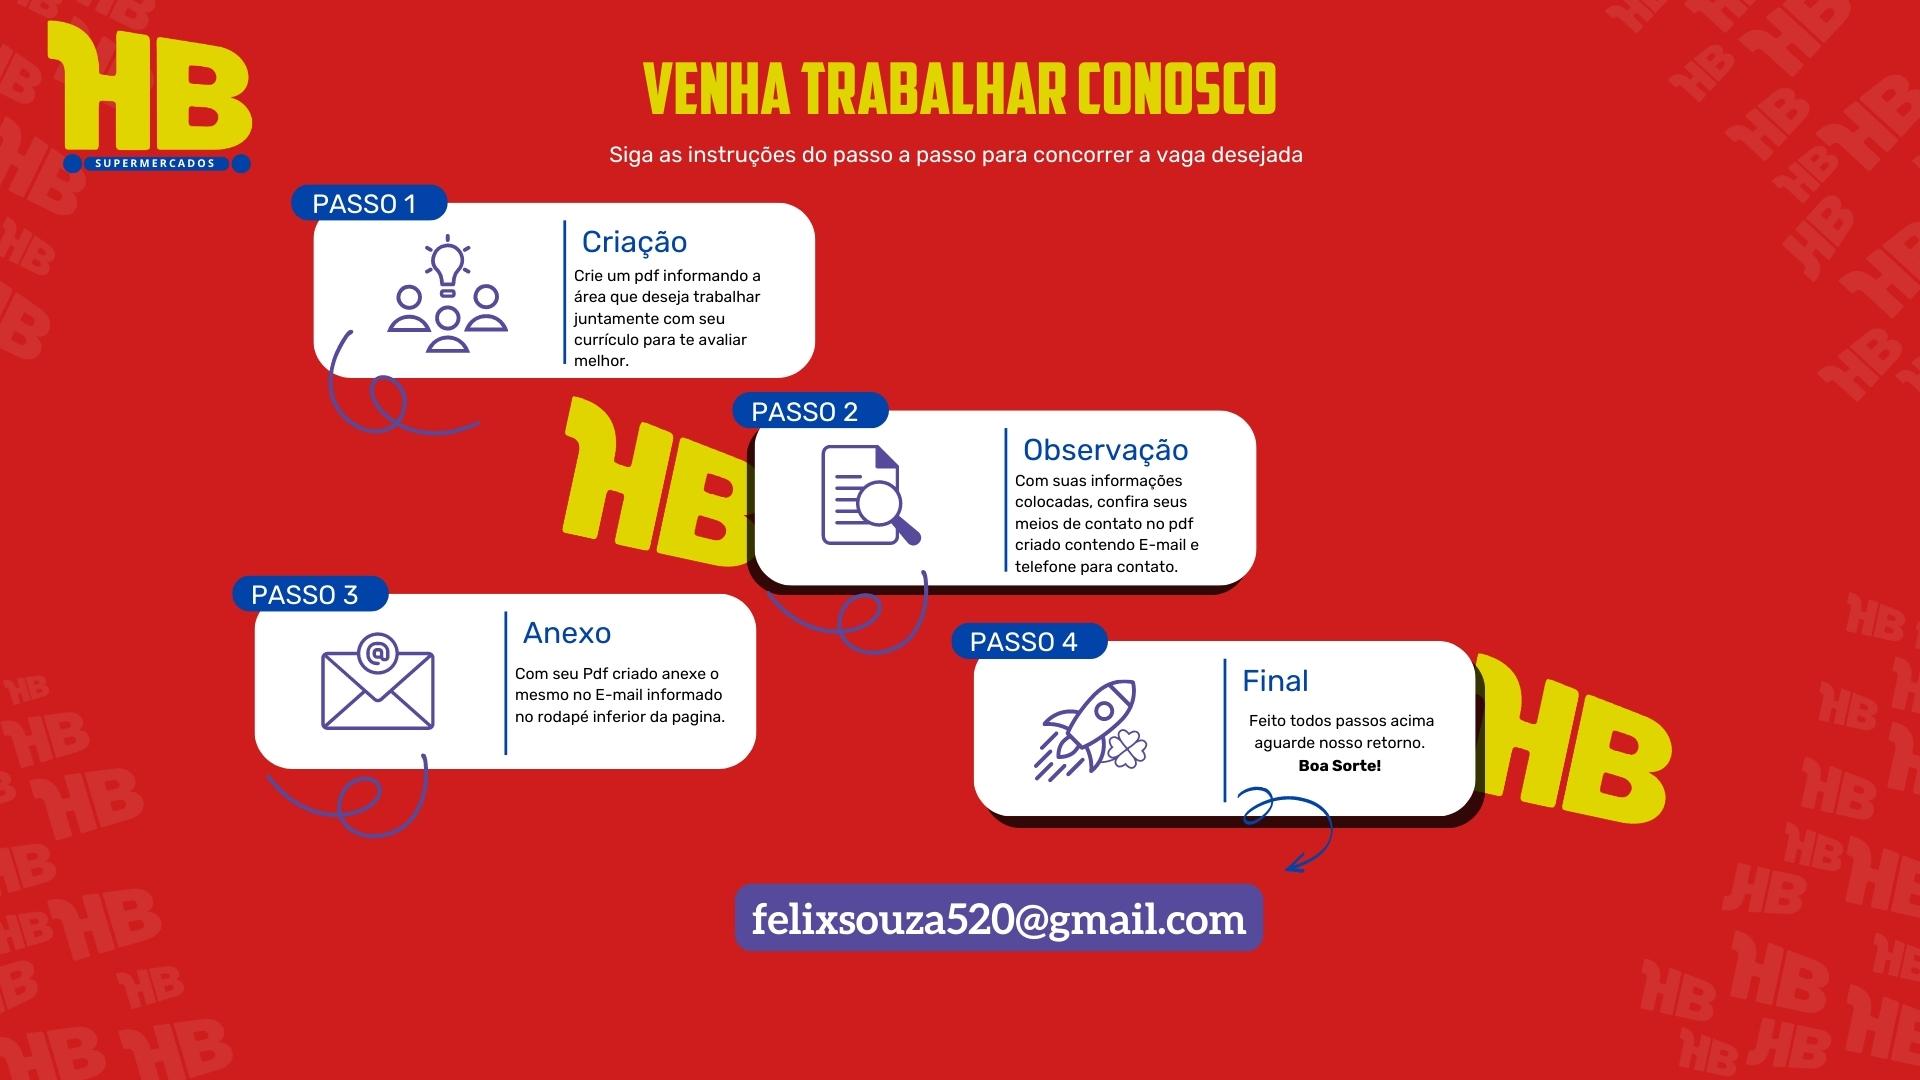 HB
SUPERMERCADOS
VENHA TRABALHAR CONOSCO
Siga as instruções do passo a passo para concorrer a vaga desejada
PASSO 1
Criação
Crie um pdf informando a
área que deseja trabalhar
juntamente com seu
currículo para te avaliar
melhor.
HB
PASSO 2
Observação
Com suas informações
colocadas, confira seus
meios de contato no pdf
criado contendo E-mail e
telefone para contato.
PASSO 3
@
Anexo
Com seu Pdf criado anexe o
mesmo no E-mail informado
no rodapé inferior da pagina.
PASSO 4
Final
Feito todos passos acima
aguarde nosso retorno.
Boa Sorte!
HB
felixsouza520@gmail.com